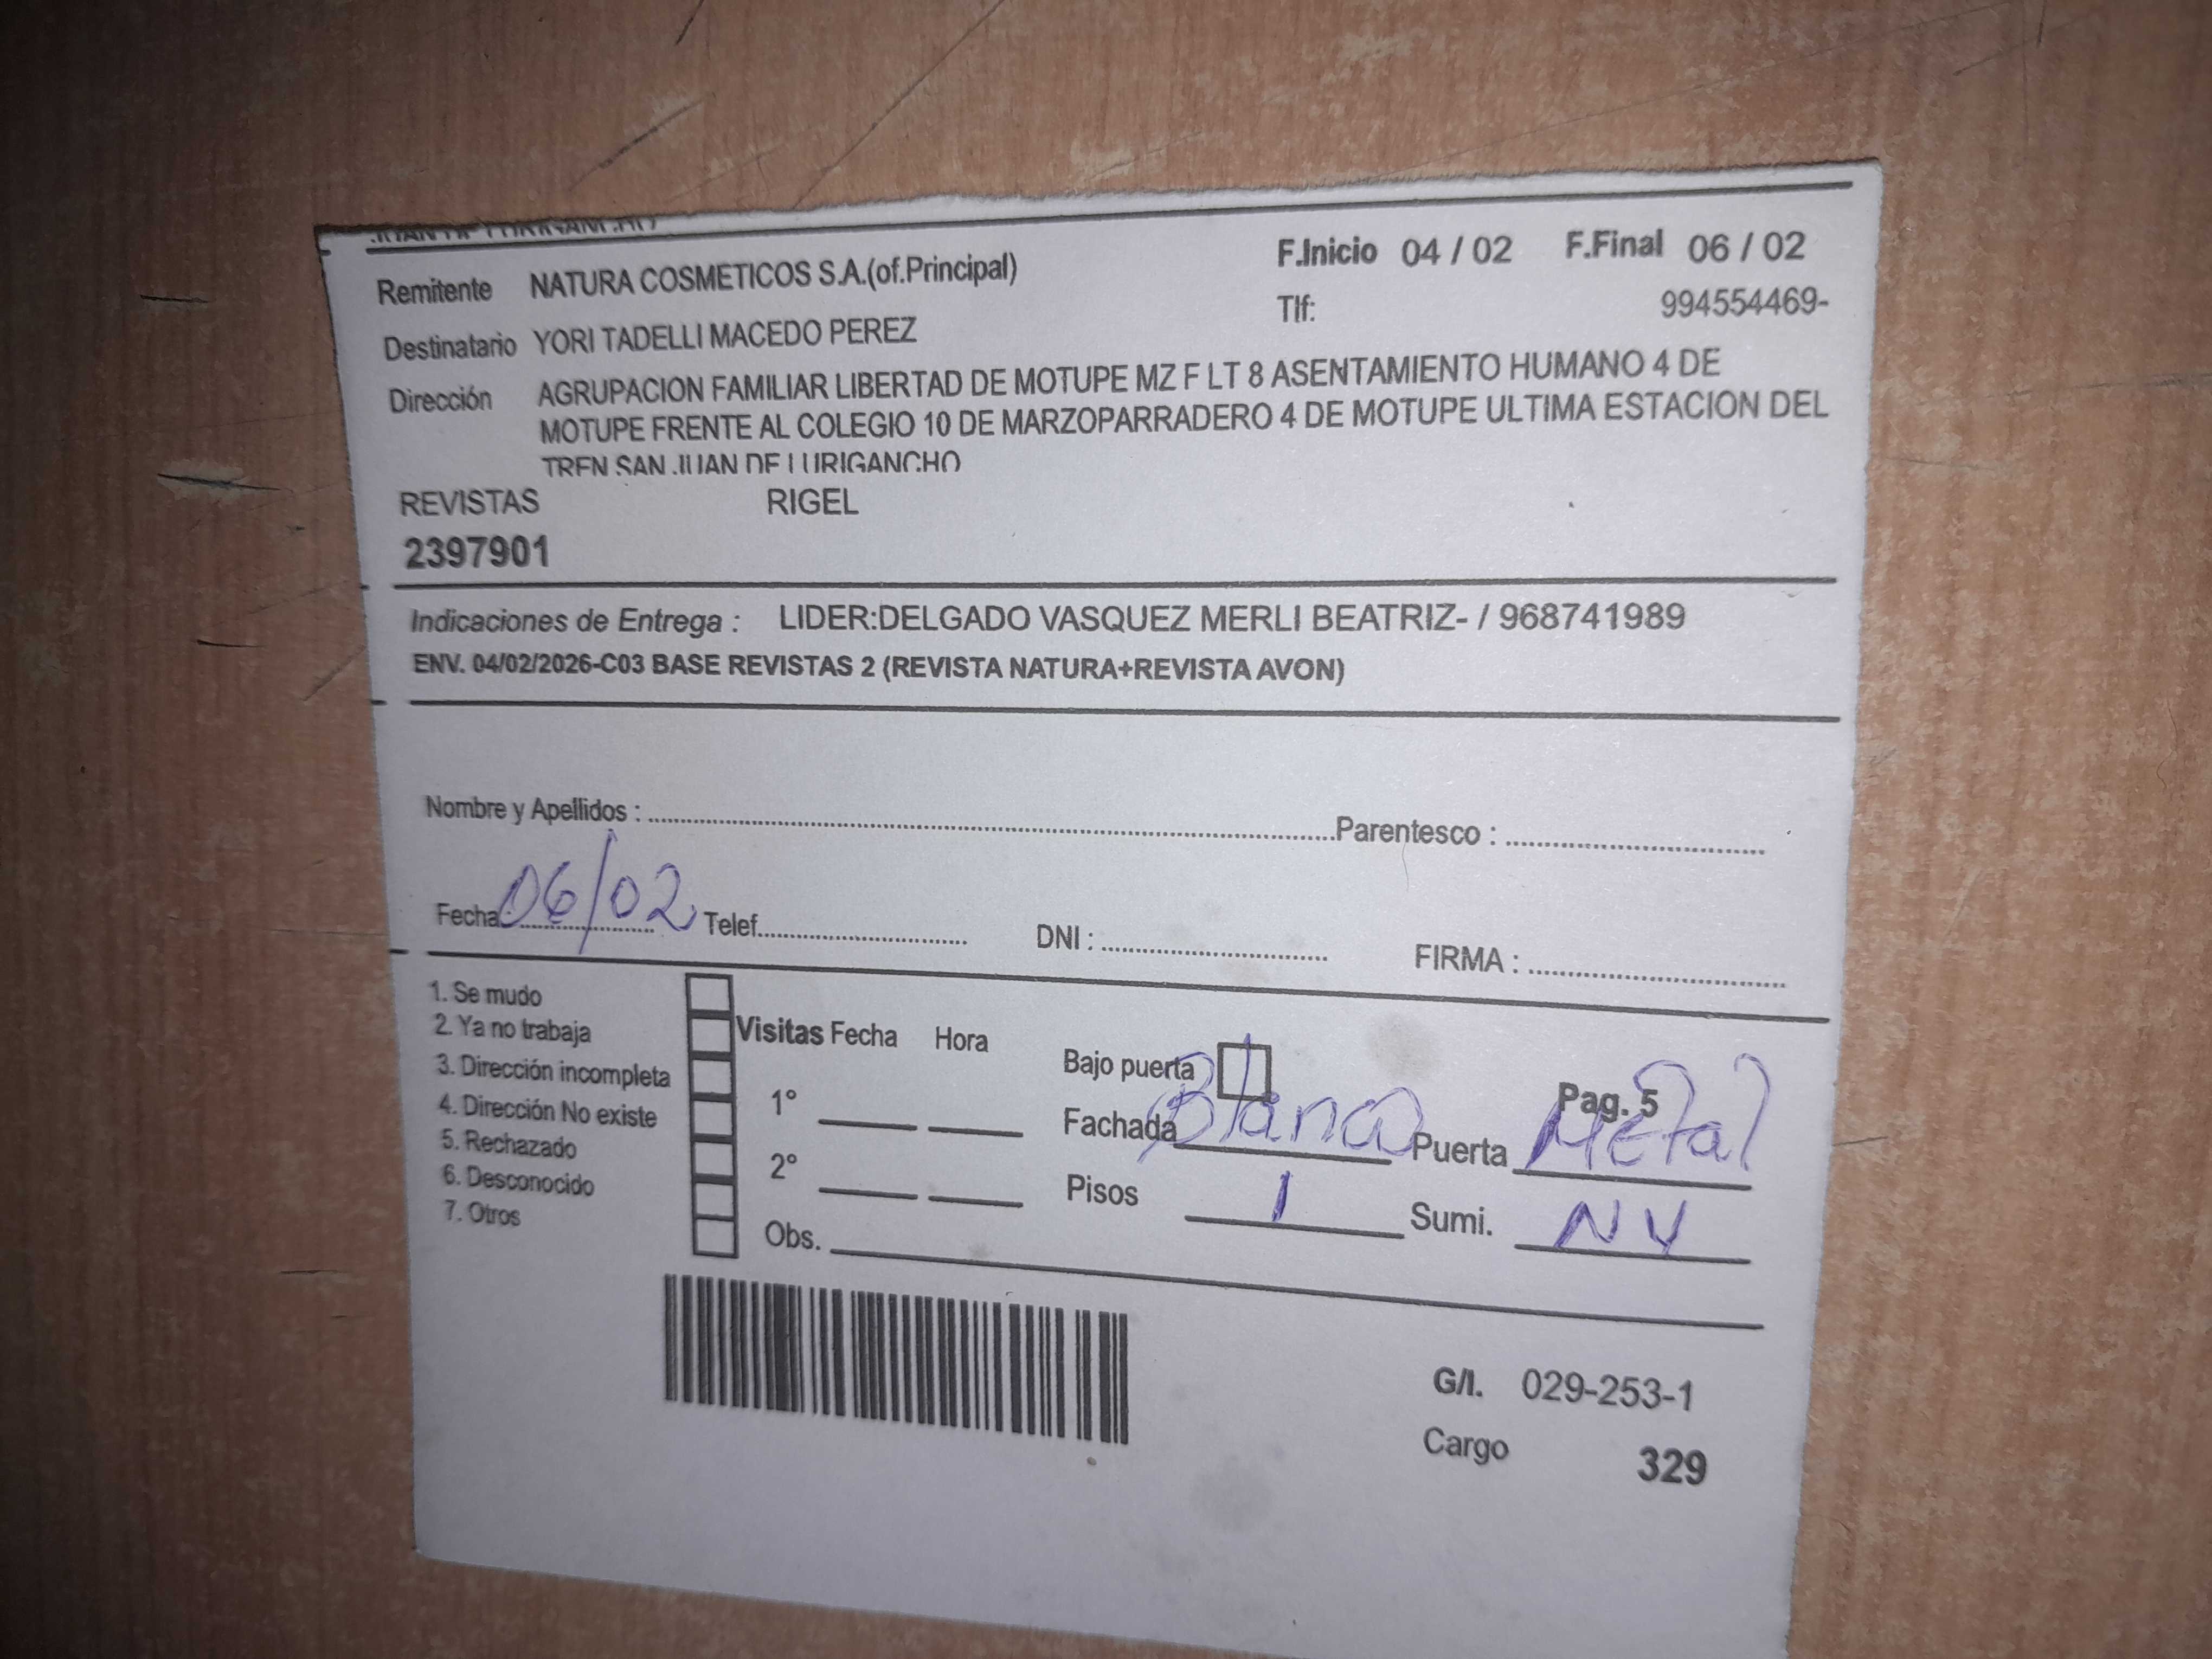 Remitente NATURA COSMETICOS S.A.(of.Principal) F.Inicio 04 / 02 F.Final 06 / 02
Tlf: 994554469-
Destinatario YORI TADELLI MACEDO PEREZ
Dirección AGRUPACION FAMILIAR LIBERTAD DE MOTUPE MZ F LT 8 ASENTAMIENTO HUMANO 4 DE
MOTUPE FRENTE AL COLEGIO 10 DE MARZOPARRADERO 4 DE MOTUPE ULTIMA ESTACION DEL
TREN SAN JUAN DE LURIGANCHO
REVISTAS RIGEL
2397901
Indicaciones de Entrega : LIDER:DELGADO VASQUEZ MERLI BEATRIZ- / 968741989
ENV. 04/02/2026-C03 BASE REVISTAS 2 (REVISTA NATURA+REVISTA AVON)
Nombre y Apellidos : Parentesco :
Fecha: 06/02 Telef. DNI : FIRMA :
1. Se mudo
2. Ya no trabaja
3. Dirección incompleta
4. Dirección No existe
5. Rechazado
6. Desconocido
7. Otros
Visitas Fecha Hora
1°
2°
Obs.
Bajo puerta Pag. 5
Fachada Blanco Puerta Metal
Pisos 1 Sumi. NV
G/I. 029-253-1
Cargo 329